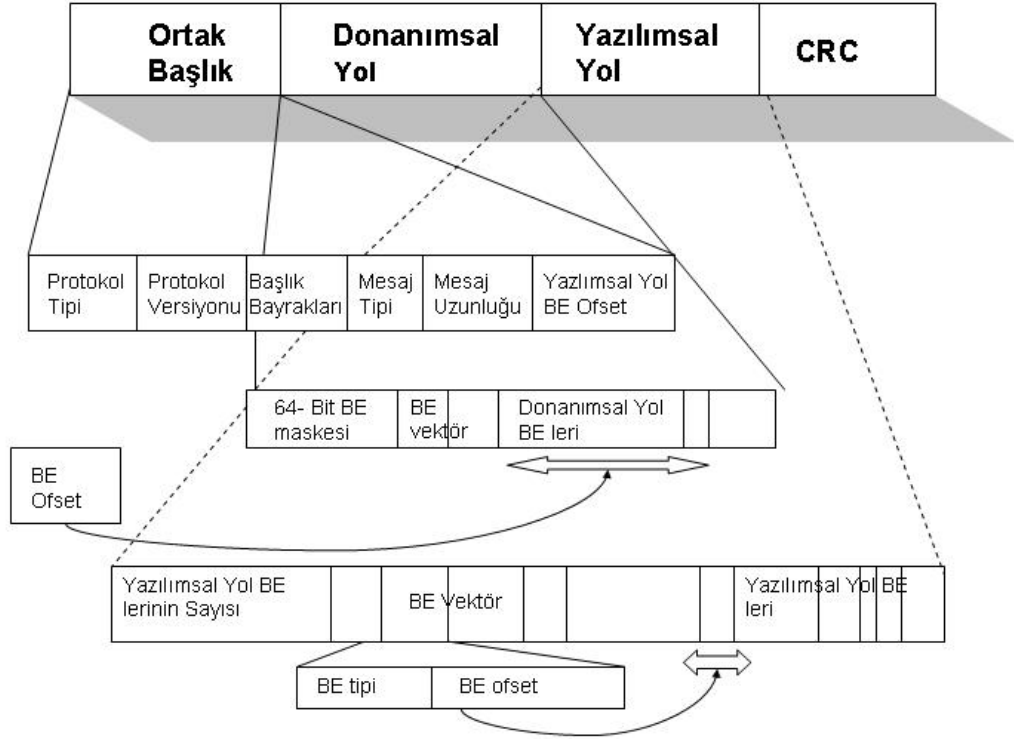 Ortak
Başlık
Donanımsal
Yol
Yazılımsal
Yol
CRC
Protokol
Tipi
Protokol
Versiyonu
Başlık
Bayrakları
Mesaj
Tipi
Mesaj
Uzunluğu
Yazlımsal Yol
BE Ofset
64- Bit BE
maskesi
BE
vektör
Donanımsal Yol
BE leri
BE
Ofset
Yazılımsal Yol BE
lerinin Sayısı
BE Vektör
Yazılımsal Yol BE
leri
BE tipi
BE ofset